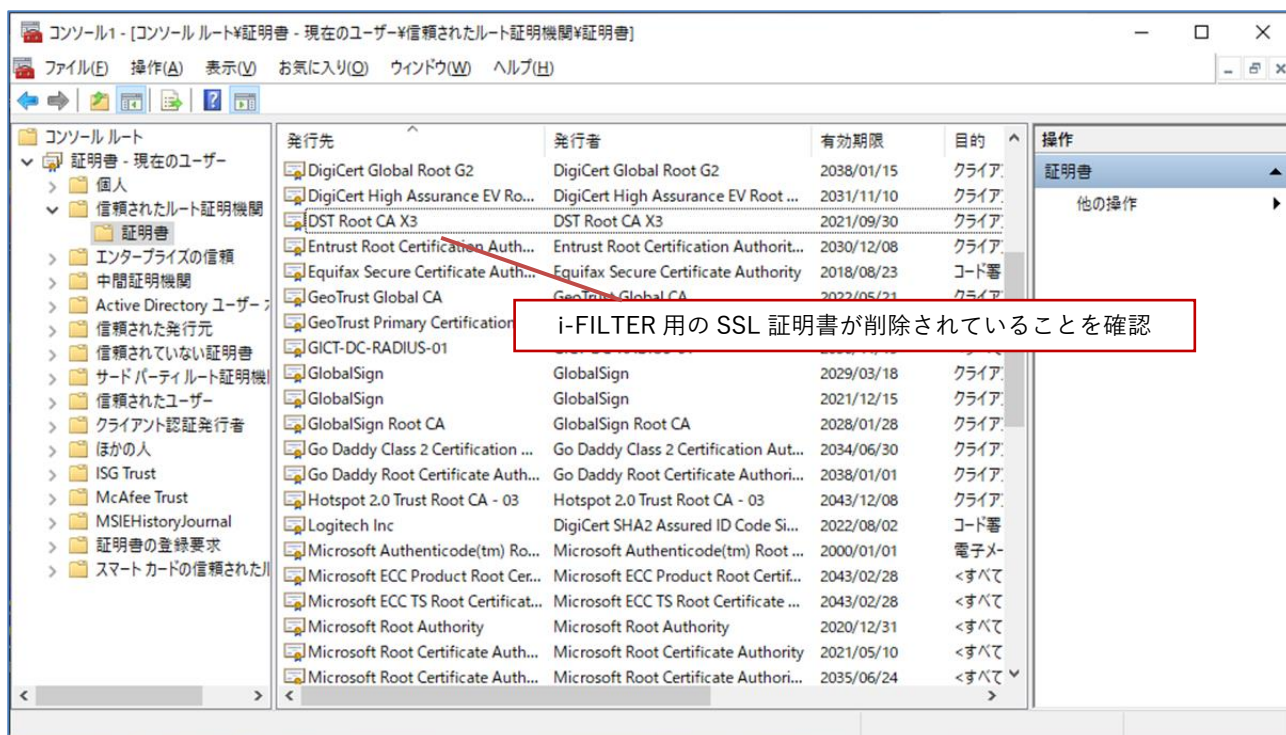 コンソール1 - [コンソール ルート¥証明書 - 現在のユーザー¥信頼されたルート証明機関¥証明書]
ファイル(F) 操作(A) 表示(V) お気に入り(O) ウィンドウ(W) ヘルプ(H)
コンソール ルート
証明書 - 現在のユーザー
個人
信頼されたルート証明機関
証明書
エンタープライズの信頼
中間証明機関
Active Directory ユーザー
信頼された発行元
信頼されていない証明書
サード パーティ ルート証明機
信頼されたユーザー
クライアント認証発行者
ほかの人
ISG Trust
McAfee Trust
MSIEHistoryJournal
証明書の登録要求
スマート カードの信頼された
発行先 発行者 有効期限 目的
DigiCert Global Root G2 DigiCert Global Root G2 2038/01/15 クライア
DigiCert High Assurance EV Ro... DigiCert High Assurance EV Root ... 2031/11/10 クライア
DST Root CA X3 DST Root CA X3 2021/09/30 クライア
Entrust Root Certification Auth... Entrust Root Certification Authorit... 2030/12/08 クライア
Equifax Secure Certificate Auth... Equifax Secure Certificate Authority 2018/08/23 コード署
GeoTrust Global CA GeoTrust Global CA 2022/05/21 クライア
GeoTrust Primary Certification
i-FILTER 用の SSL 証明書が削除されていることを確認
GICT-DC-RADIUS-01
GlobalSign GlobalSign 2029/03/18 クライア
GlobalSign GlobalSign 2021/12/15 クライア
GlobalSign Root CA GlobalSign Root CA 2028/01/28 クライア
Go Daddy Class 2 Certification ... Go Daddy Class 2 Certification Aut... 2034/06/30 クライア
Go Daddy Root Certificate Auth... Go Daddy Root Certificate Authori... 2038/01/01 クライア
Hotspot 2.0 Trust Root CA - 03 Hotspot 2.0 Trust Root CA - 03 2043/12/08 クライア
Logitech Inc DigiCert SHA2 Assured ID Code Si... 2022/08/02 コード署
Microsoft Authenticode(tm) Ro... Microsoft Authenticode(tm) Root ... 2000/01/01 電子メー
Microsoft ECC Product Root Cer... Microsoft ECC Product Root Certif... 2043/02/28 <すべて
Microsoft ECC TS Root Certificat... Microsoft ECC TS Root Certificate ... 2043/02/28 <すべて
Microsoft Root Authority Microsoft Root Authority 2020/12/31 <すべて
Microsoft Root Certificate Auth... Microsoft Root Certificate Authority 2021/05/10 <すべて
Microsoft Root Certificate Auth... Microsoft Root Certificate Authori... 2035/06/24 <すべて
操作
証明書
他の操作